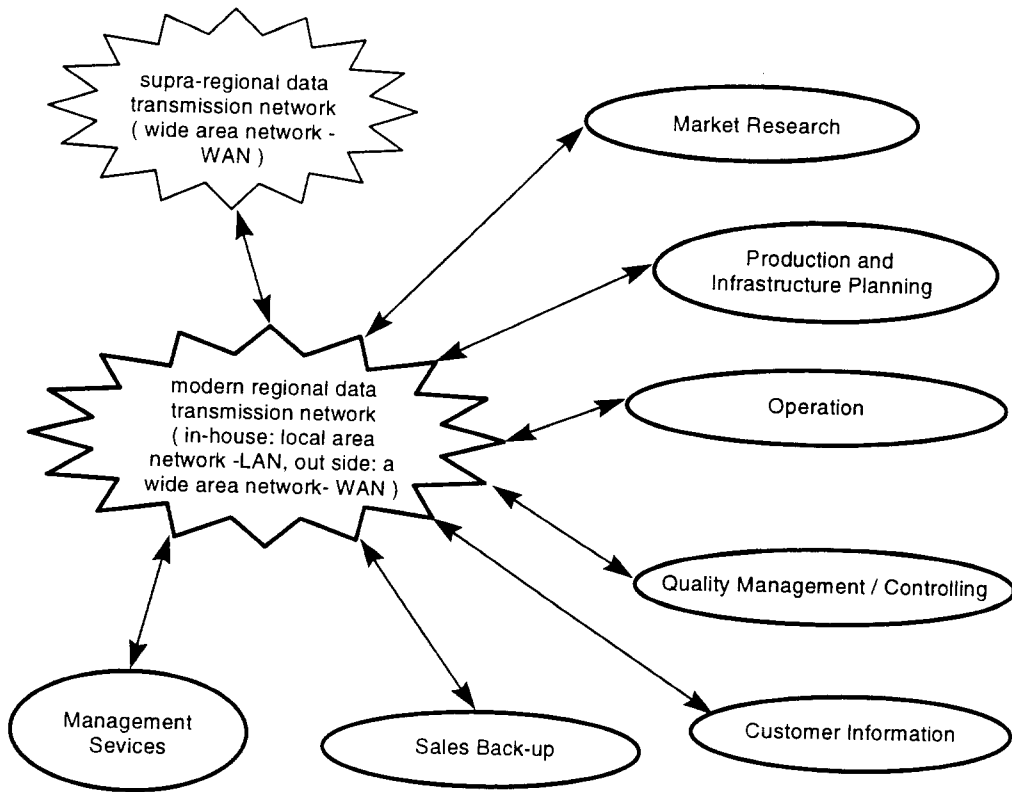 supra-regional data
transmission network
( wide area network -
WAN )
Market Research
Production and
Infrastructure Planning
modern regional data
transmission network
( in-house: local area
network -LAN, out side: a
wide area network- WAN )
Operation
Quality Management / Controlling
Management
Sevices
Sales Back-up
Customer Information